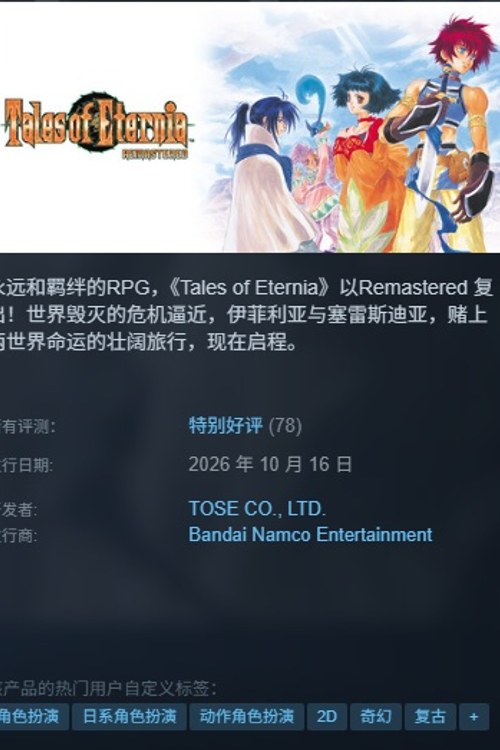 Tales of Eternia
REMASTERED
远和羁绊的RPG，《Tales of Eternia》以Remastered 复
出！世界毁灭的危机逼近，伊菲利亚与塞雷斯迪亚，赌上
两世界命运的壮阔旅行，现在启程。
有评测：
特别好评 (78)
行日期:
2026 年 10 月 16 日
发者:
TOSE CO., LTD.
行商:
Bandai Namco Entertainment
该产品的热门用户自定义标签：
角色扮演 日系角色扮演 动作角色扮演 2D 奇幻 复古 +